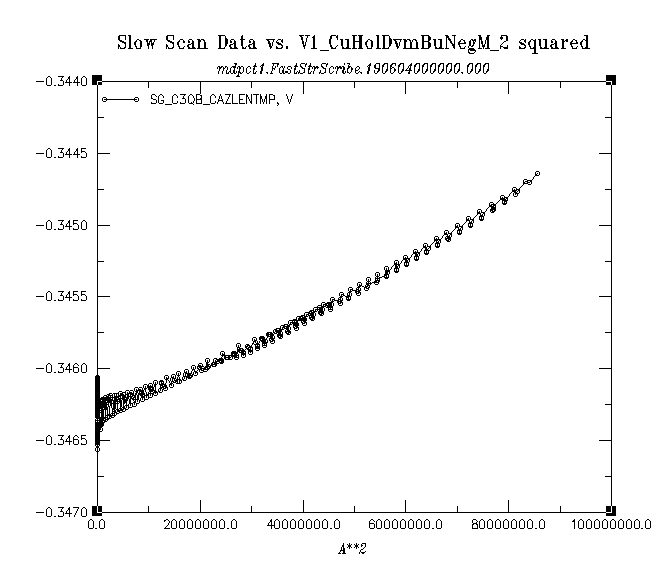 Slow Scan Data vs. V1_CuHolDvmBuNegM_2 squared
mdpct1.FastStrScribe.190604000000.000
SG_C3QB_CAZLENTMP, V
-0.3440
-0.3445
-0.3450
-0.3455
-0.3460
-0.3465
-0.3470
0.0 20000000.0 40000000.0 60000000.0 80000000.0 100000000.0
A**2